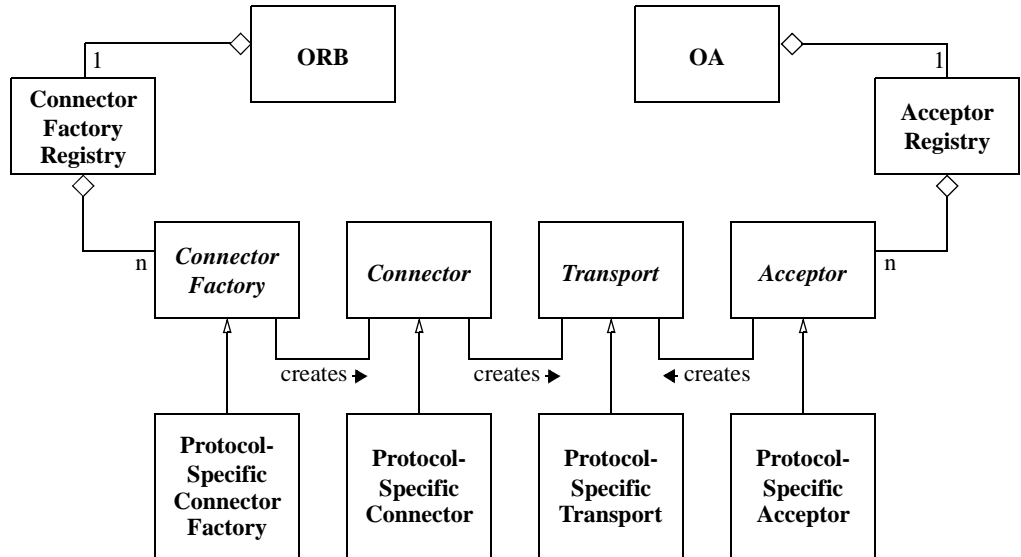 ORB
OA
1
1
Connector
Factory
Registry
Acceptor
Registry
n
Connector
Factory
Connector
Transport
Acceptor
n
creates
creates
creates
Protocol-
Specific
Connector
Factory
Protocol-
Specific
Connector
Protocol-
Specific
Transport
Protocol-
Specific
Acceptor